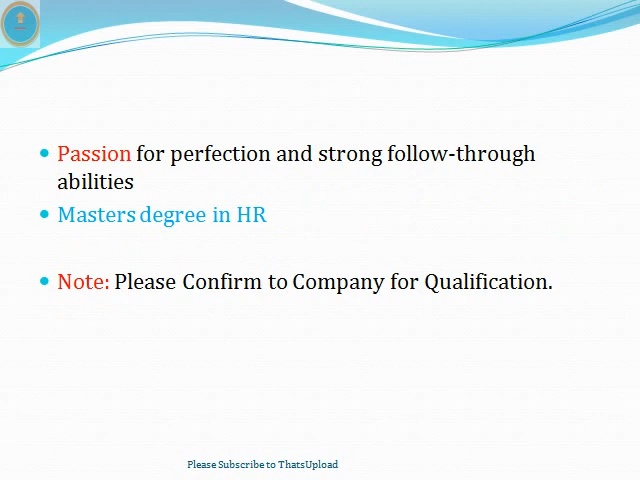 Passion for perfection and strong follow-through
abilities
Masters degree in HR
Note: Please Confirm to Company for Qualification.
Please Subscribe to ThatsUpload